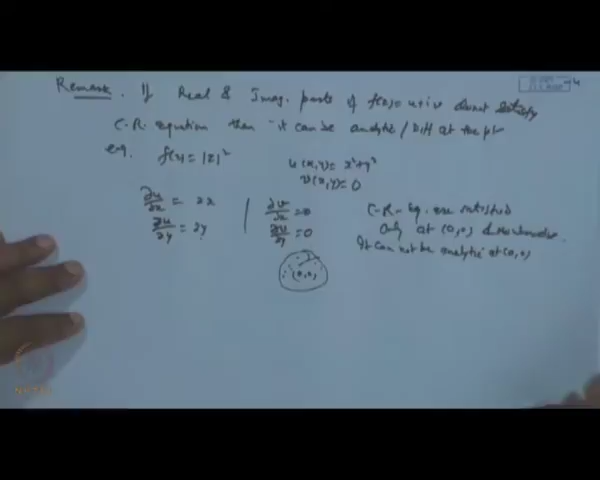 Remark. If Real & Imag. parts of f(z)=u+iv does not satisfy
C-R. equation then it can be analytic / Diff at the pt
eg. f(z) = |z|²
u(x,y) = x²+y²
v(x,y) = 0
∂u/∂x = 2x
∂u/∂y = 2y
∂v/∂x = 0
∂v/∂y = 0
C-R- Eq. are satisfied
only at (0,0)
It can not be analytic at (0,0)
(0,0)